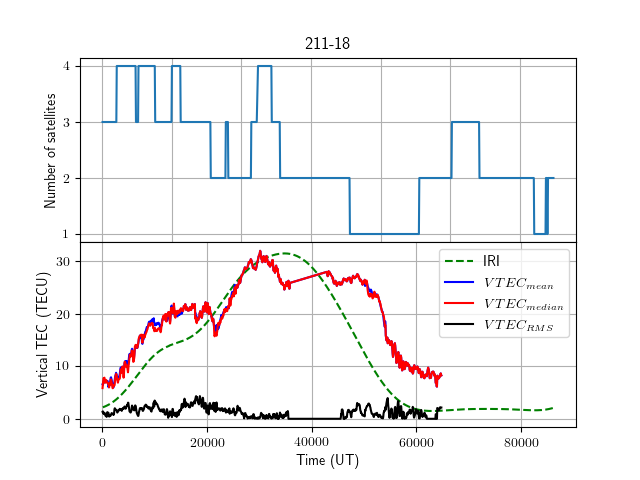 211-18
4
3
2
1
Number of satellites
30
20
10
0
Vertical TEC (TECU)
IRI
VTEC_mean
VTEC_median
VTEC_RMS
0 20000 40000 60000 80000
Time (UT)